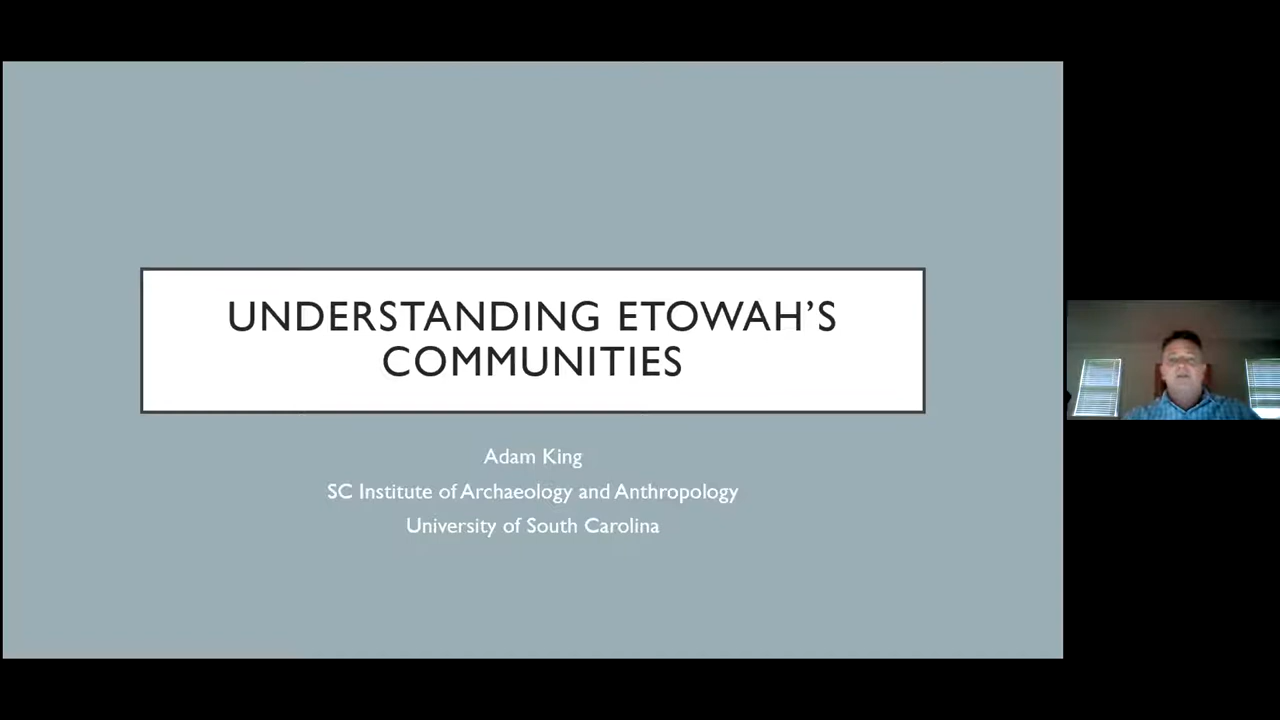 UNDERSTANDING ETOWAH’S
COMMUNITIES
Adam King
SC Institute of Archaeology and Anthropology
University of South Carolina